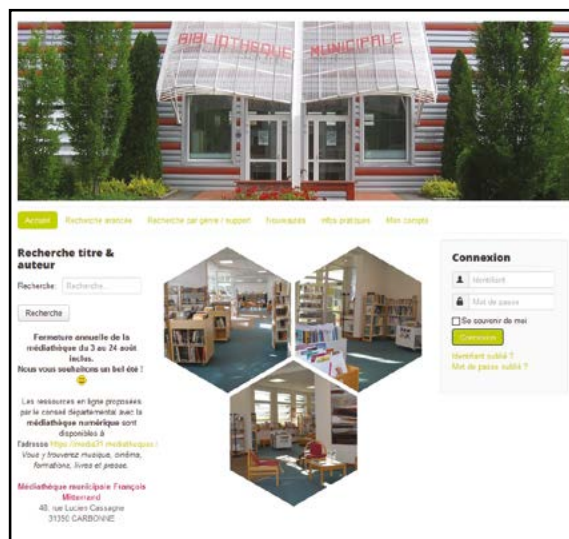 BIBLIOTHEQUE MUNICIPALE
Accueil Recherche avancée Recherche par genre / support Nouveautés Infos pratiques Mon compte
Recherche titre &
auteur
Recherche: Recherche...
Recherche
Fermeture annuelle de la
médiathèque du 3 au 24 août
inclus.
Nous vous souhaitons un bel été !
Les ressources en ligne proposées
par le conseil départemental avec la
médiathèque numérique sont
disponibles à
l'adresse https://media31.mediatheques.
Vous y trouverez musique, cinéma,
formations, livres et presse.
Médiathèque municipale François
Mitterrand
48, rue Lucien Cassagne
31390 CARBONNE
Connexion
Identifiant
Mot de passe
Se souvenir de moi
Connexion
Identifiant oublié ?
Mot de passe oublié ?